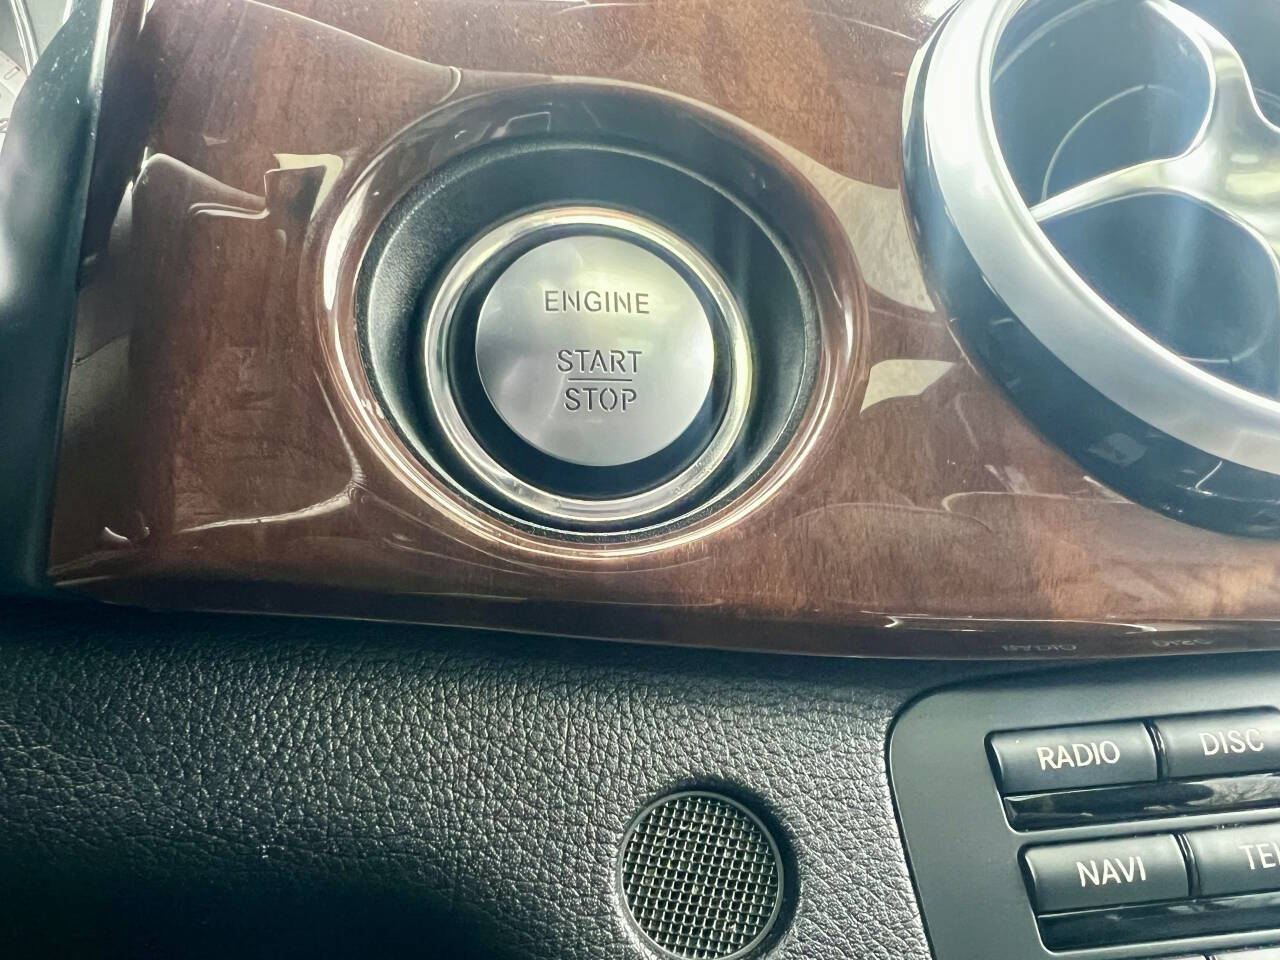 ENGINE
START
STOP
RADIO DISC
NAVI